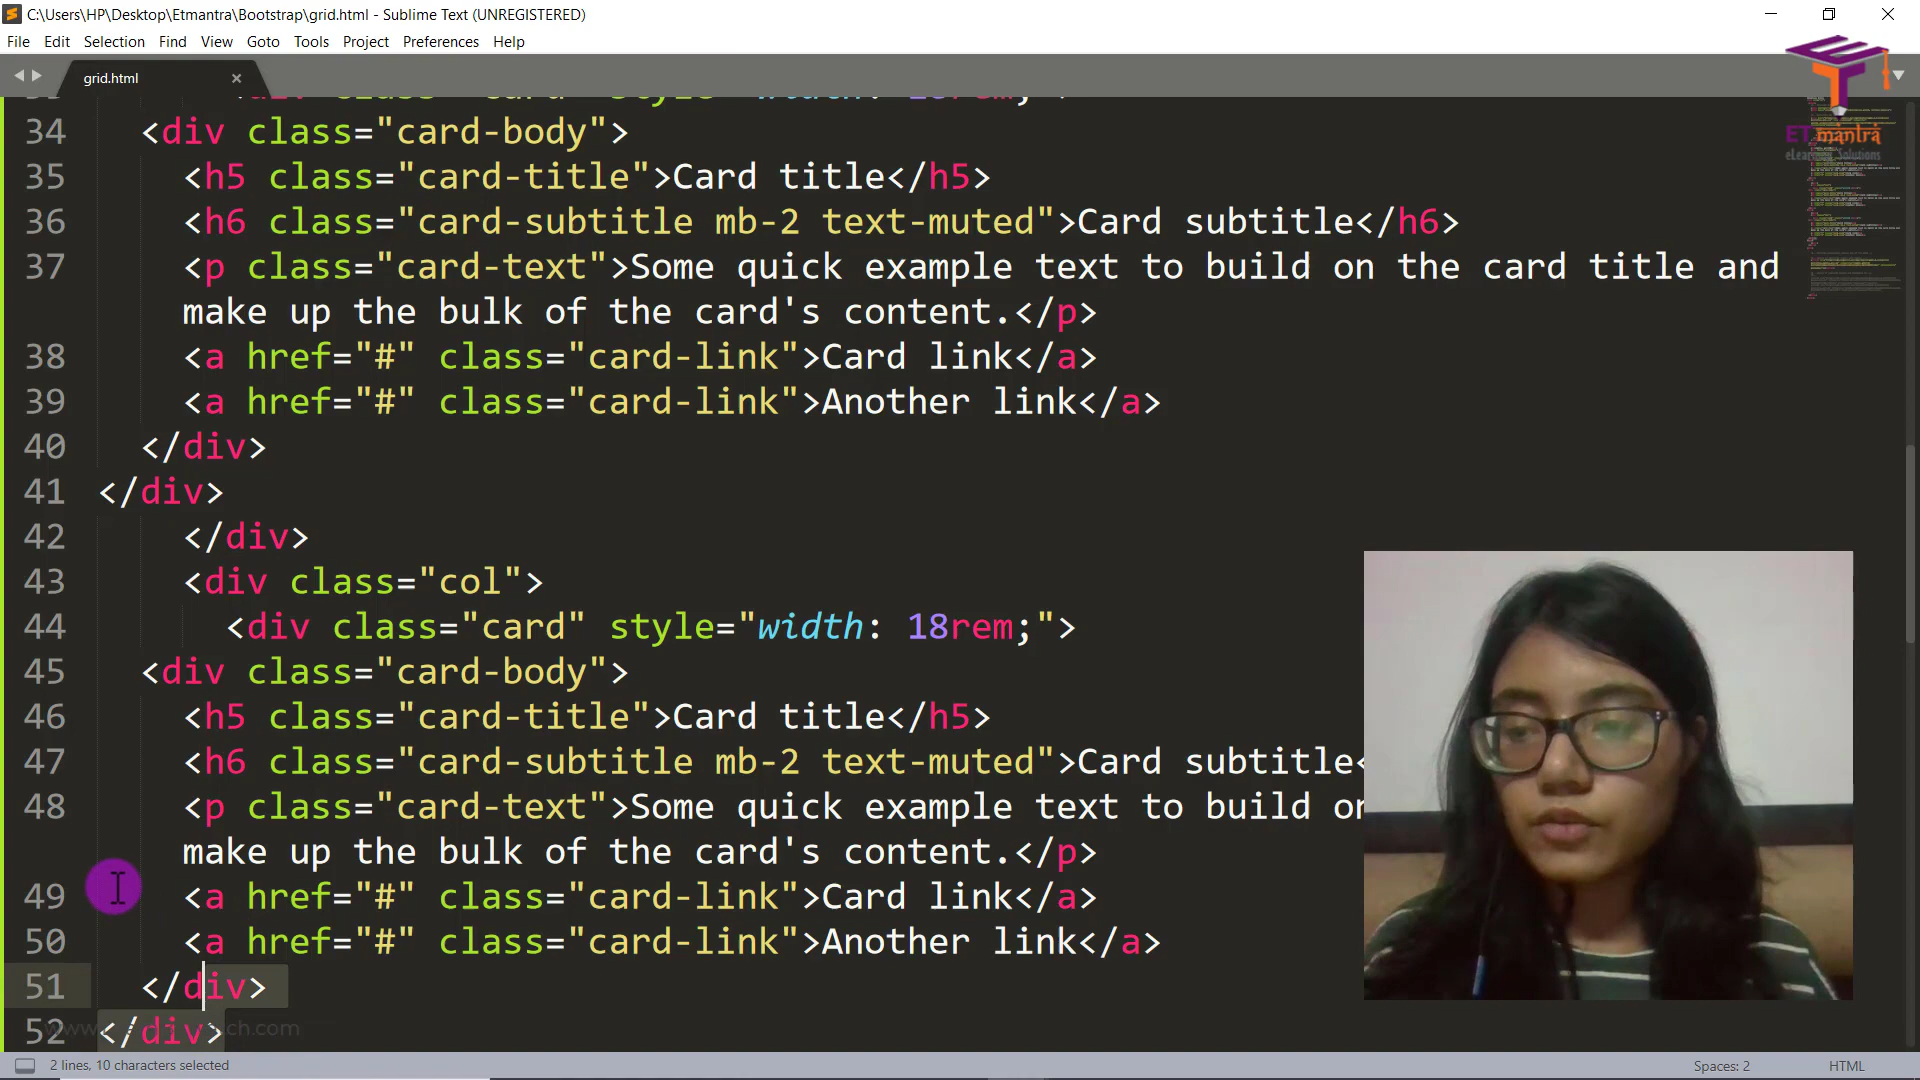 C:\Users\HP\Desktop\Etmantra\Bootstrap\grid.html - Sublime Text (UNREGISTERED)
File Edit Selection Find View Goto Tools Project Preferences Help
grid.html
ET mantra
eLearning Solutions
34 <div class="card-body">
35 <h5 class="card-title">Card title</h5>
36 <h6 class="card-subtitle mb-2 text-muted">Card subtitle</h6>
37 <p class="card-text">Some quick example text to build on the card title and
make up the bulk of the card's content.</p>
38 <a href="#" class="card-link">Card link</a>
39 <a href="#" class="card-link">Another link</a>
40 </div>
41 </div>
42 </div>
43 <div class="col">
44 <div class="card" style="width: 18rem;">
45 <div class="card-body">
46 <h5 class="card-title">Card title</h5>
47 <h6 class="card-subtitle mb-2 text-muted">Card subtitle<
48 <p class="card-text">Some quick example text to build on
make up the bulk of the card's content.</p>
49 <a href="#" class="card-link">Card link</a>
50 <a href="#" class="card-link">Another link</a>
51 </div>
52 </div>
2 lines, 10 characters selected
Spaces: 2 HTML